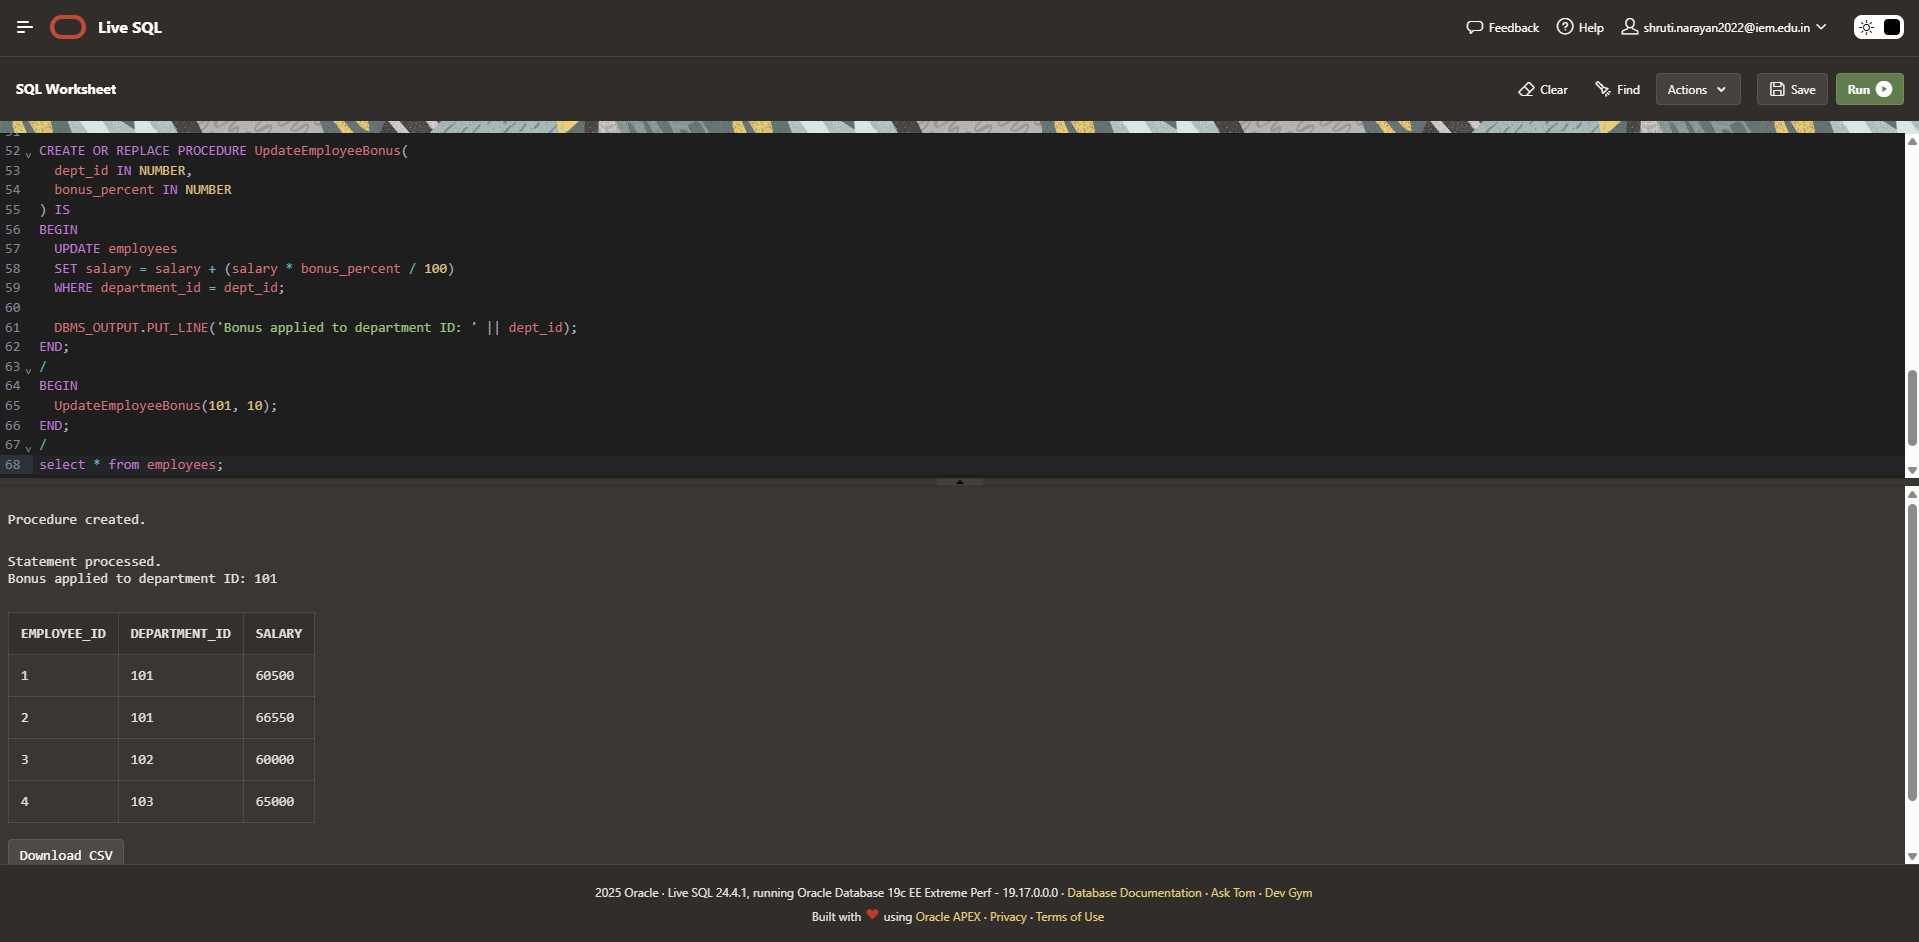 Live SQL
Feedback Help shruti.narayan2022@iem.edu.in
SQL Worksheet
Clear Find Actions Save Run
51
52 CREATE OR REPLACE PROCEDURE UpdateEmployeeBonus(
53 dept_id IN NUMBER,
54 bonus_percent IN NUMBER
55 ) IS
56 BEGIN
57 UPDATE employees
58 SET salary = salary + (salary * bonus_percent / 100)
59 WHERE department_id = dept_id;
60
61 DBMS_OUTPUT.PUT_LINE('Bonus applied to department ID: ' || dept_id);
62 END;
63 /
64 BEGIN
65 UpdateEmployeeBonus(101, 10);
66 END;
67 /
68 select * from employees;
Procedure created.
Statement processed.
Bonus applied to department ID: 101
EMPLOYEE_ID DEPARTMENT_ID SALARY
1 101 60500
2 101 66550
3 102 60000
4 103 65000
Download CSV
2025 Oracle · Live SQL 24.4.1, running Oracle Database 19c EE Extreme Perf - 19.17.0.0.0 · Database Documentation · Ask Tom · Dev Gym
Built with ❤ using Oracle APEX · Privacy · Terms of Use